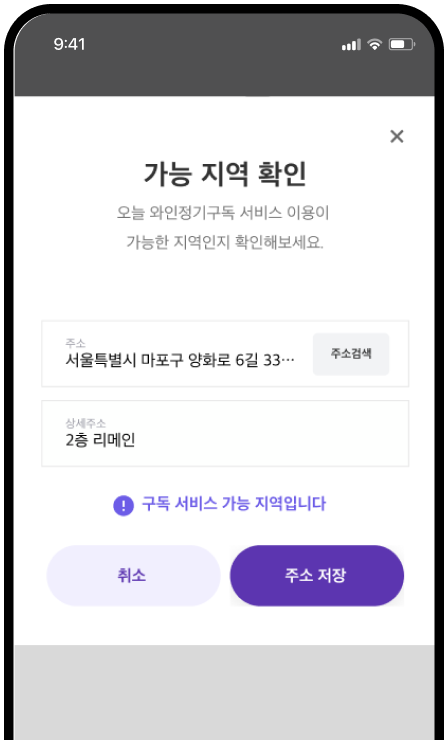 9:41
가능 지역 확인
오늘 와인정기구독 서비스 이용이
가능한 지역인지 확인해보세요.
주소
서울특별시 마포구 양화로 6길 33…
주소검색
상세주소
2층 리메인
구독 서비스 가능 지역입니다
취소
주소 저장